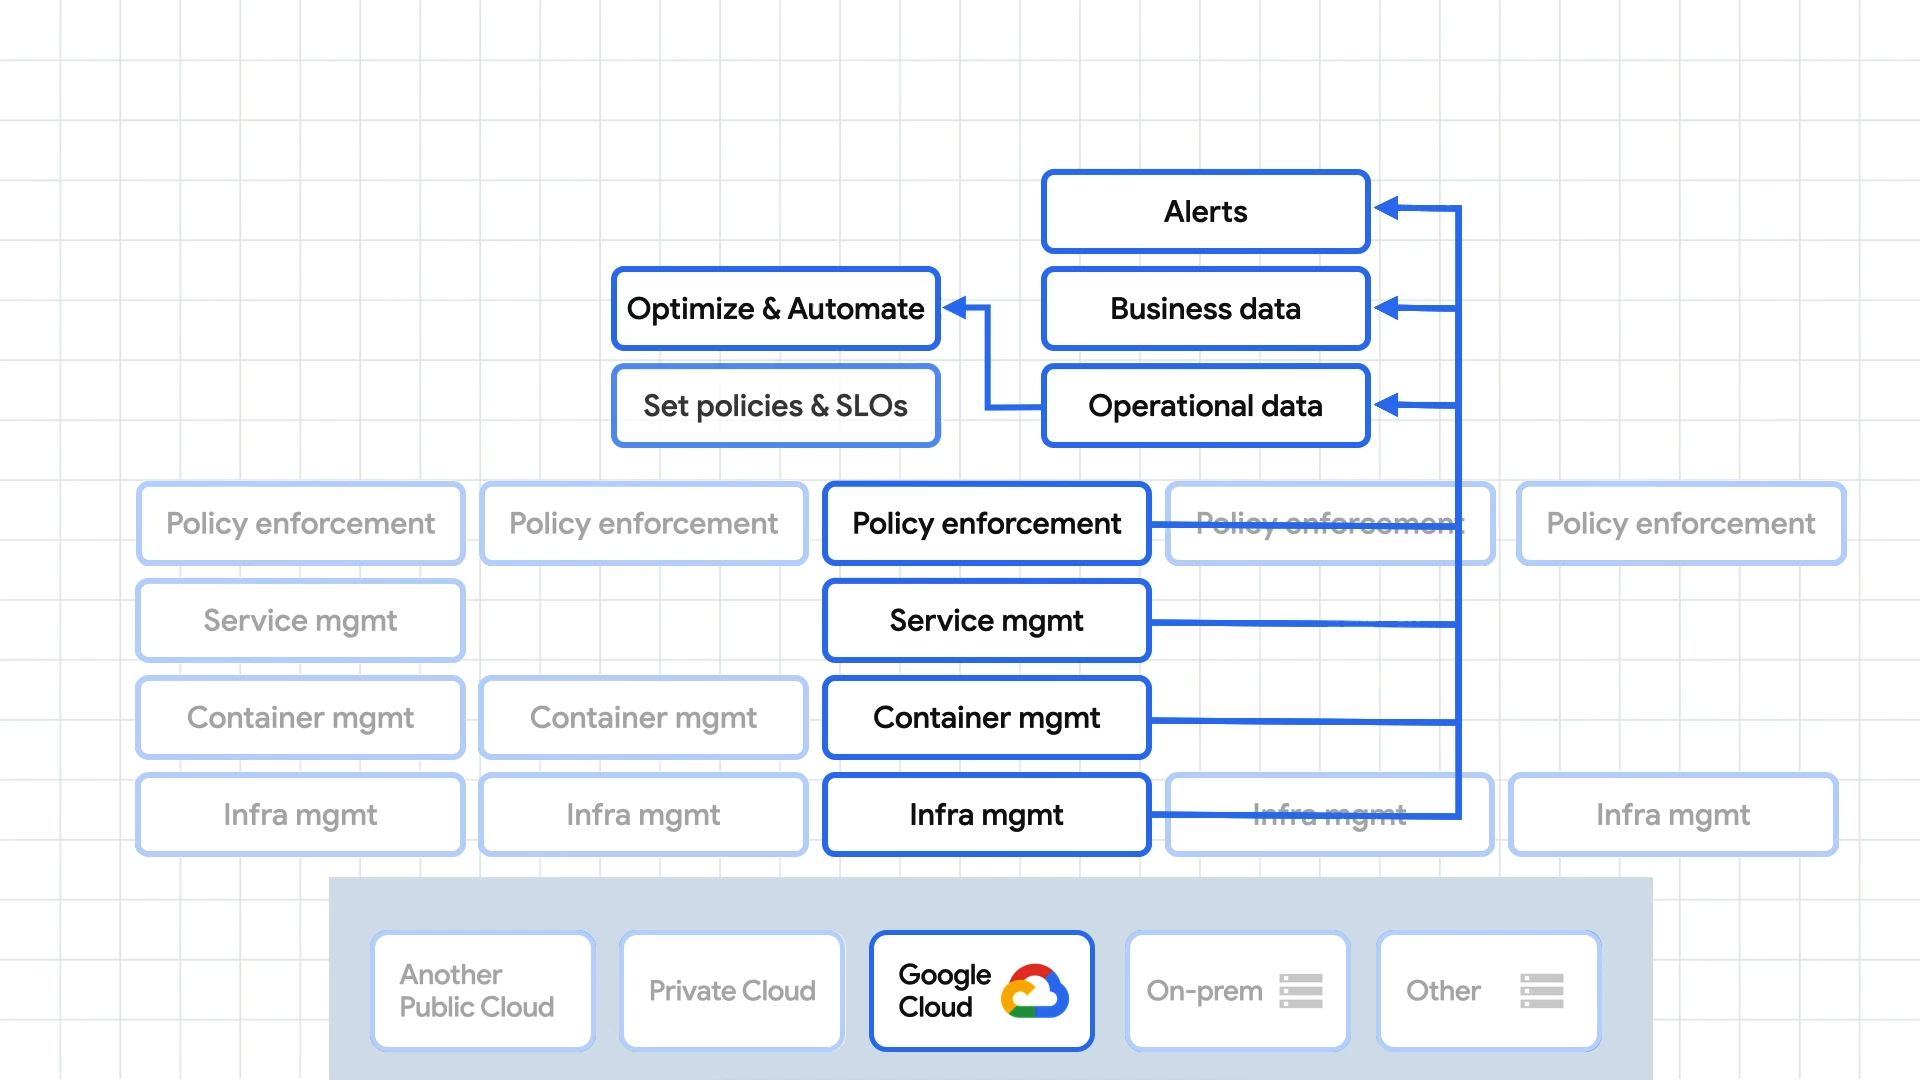 Alerts
Optimize & Automate
Business data
Set policies & SLOs
Operational data
Policy enforcement
Policy enforcement
Policy enforcement
Policy enforcement
Policy enforcement
Service mgmt
Service mgmt
Container mgmt
Container mgmt
Container mgmt
Infra mgmt
Infra mgmt
Infra mgmt
Infra mgmt
Infra mgmt
Another
Public Cloud
Private Cloud
Google
Cloud
On-prem
Other